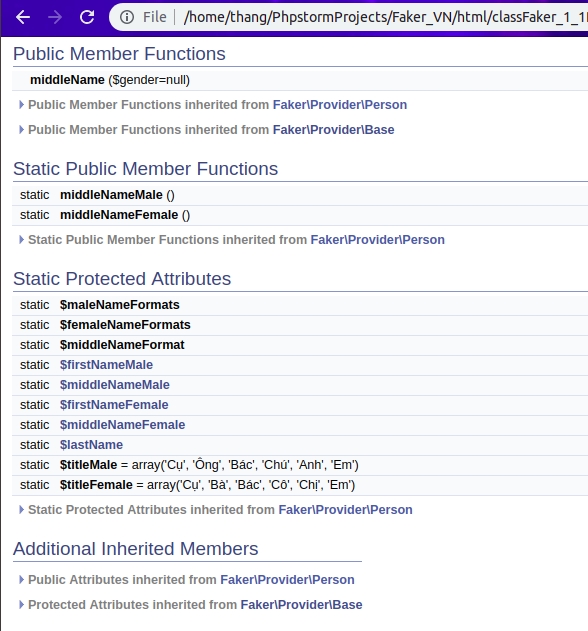 File /home/thang/PhpstormProjects/Faker_VN/html/classFaker_1_1
Public Member Functions
middleName ($gender=null)
Public Member Functions inherited from Faker\Provider\Person
Public Member Functions inherited from Faker\Provider\Base
Static Public Member Functions
static middleNameMale ()
static middleNameFemale ()
Static Public Member Functions inherited from Faker\Provider\Person
Static Protected Attributes
static $maleNameFormats
static $femaleNameFormats
static $middleNameFormat
static $firstNameMale
static $middleNameMale
static $firstNameFemale
static $middleNameFemale
static $lastName
static $titleMale = array('Cụ', 'Ông', 'Bác', 'Chú', 'Anh', 'Em')
static $titleFemale = array('Cụ', 'Bà', 'Bác', 'Cô', 'Chị', 'Em')
Static Protected Attributes inherited from Faker\Provider\Person
Additional Inherited Members
Public Attributes inherited from Faker\Provider\Person
Protected Attributes inherited from Faker\Provider\Base